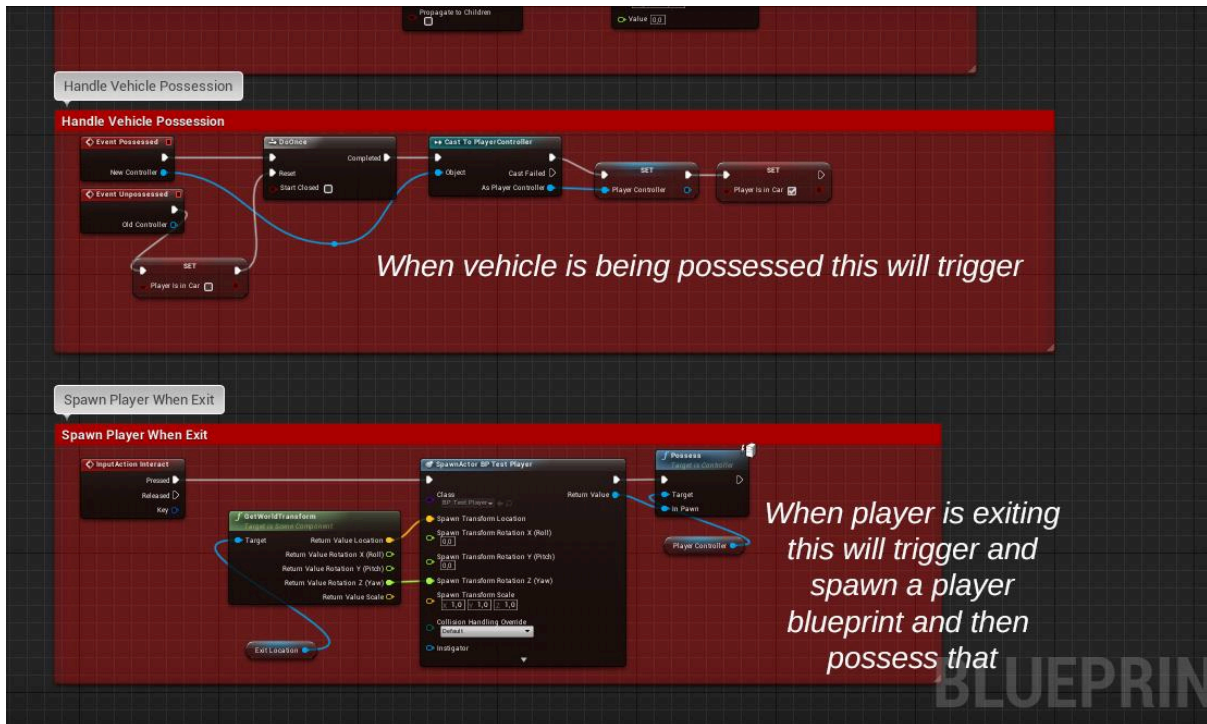 Propagate to Children
Value 0,0
Handle Vehicle Possession
Handle Vehicle Possession
Event Possessed
New Controller
DoOnce
Completed
Reset
Start Closed
Cast To PlayerController
Object
Cast Failed
As Player Controller
SET
Player Controller
SET
Player Is in Car
Event Unpossessed
Old Controller
SET
Player Is in Car
When vehicle is being possessed this will trigger
Spawn Player When Exit
Spawn Player When Exit
InputAction Interact
Pressed
Released
Key
GetWorldTransform
Target is Scene Component
Target
Return Value Location
Return Value Rotation X (Roll)
Return Value Rotation Y (Pitch)
Return Value Rotation Z (Yaw)
Return Value Scale
Exit Location
SpawnActor BP Test Player
Class
BP Test Player
Return Value
Spawn Transform Location
Spawn Transform Rotation X (Roll)
0,0
Spawn Transform Rotation Y (Pitch)
0,0
Spawn Transform Rotation Z (Yaw)
Spawn Transform Scale
X 1,0 Y 1,0 Z 1,0
Collision Handling Override
Default
Instigator
Possess
Target is Controller
Target
In Pawn
Player Controller
When player is exiting
this will trigger and
spawn a player
blueprint and then
possess that
BLUEPRIN